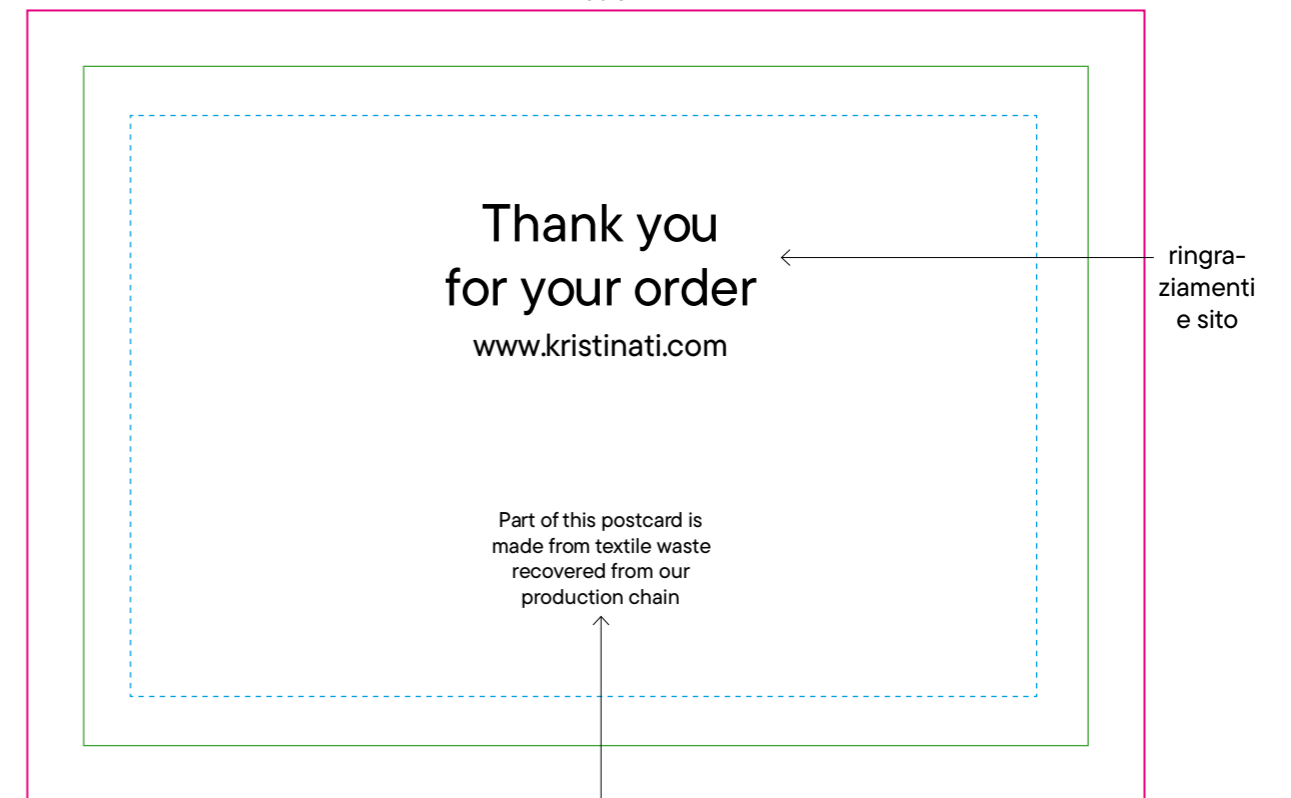 Thank you
for your order
www.kristinati.com
ringra-
ziamenti
e sito
Part of this postcard is
made from textile waste
recovered from our
production chain